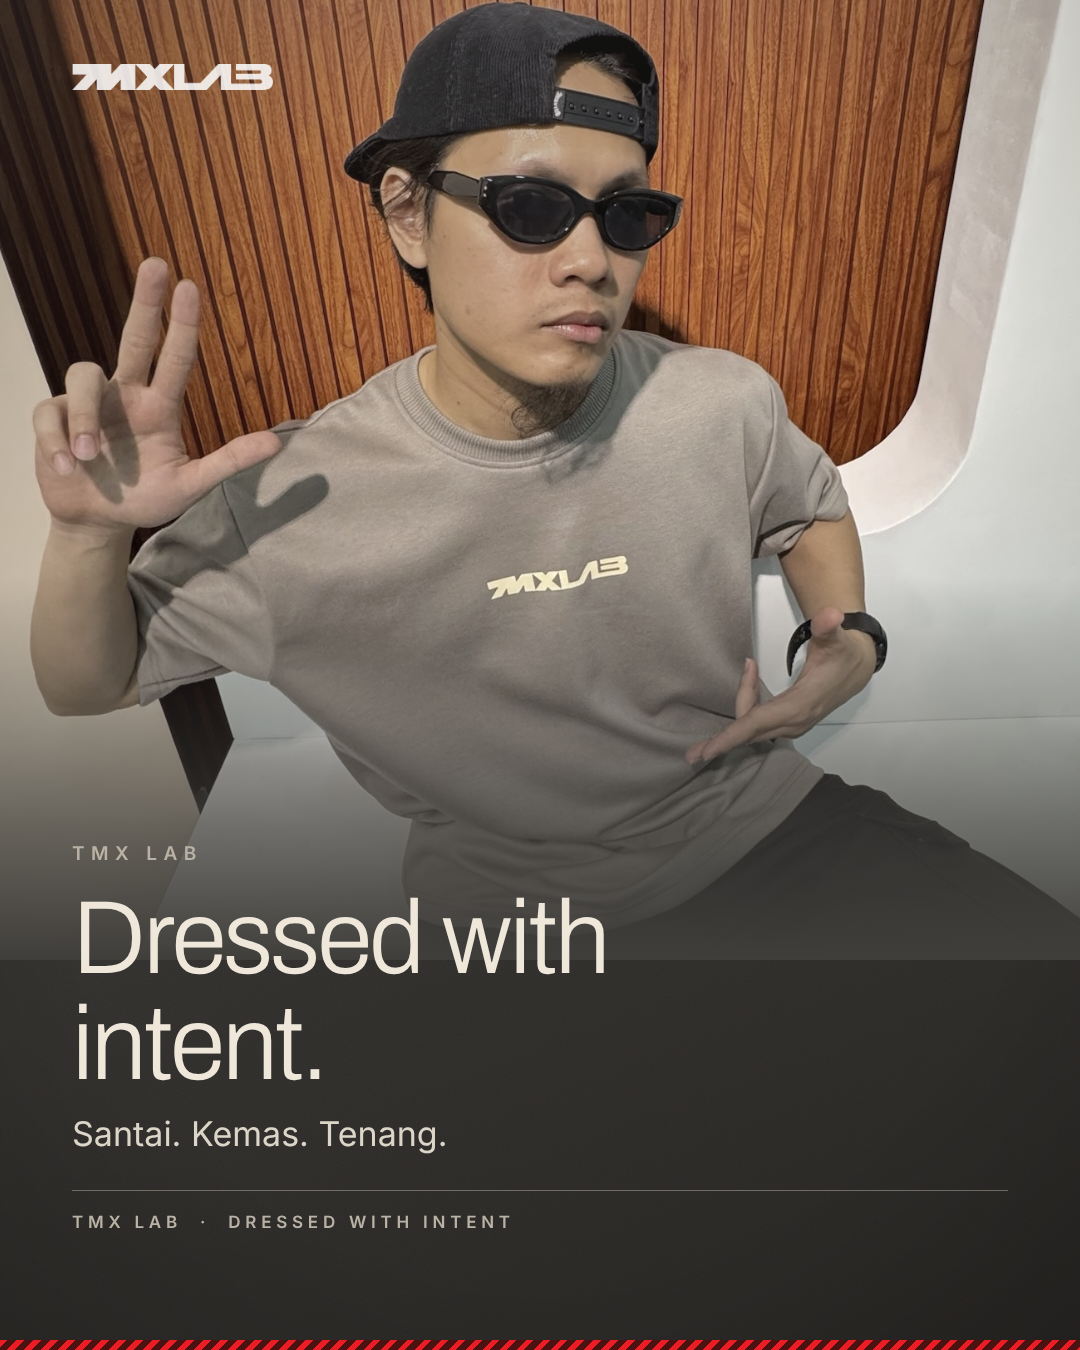 TMXLAB
TMXLAB
TMX LAB
Dressed with
intent.
Santai. Kemas. Tenang.
TMX LAB · DRESSED WITH INTENT